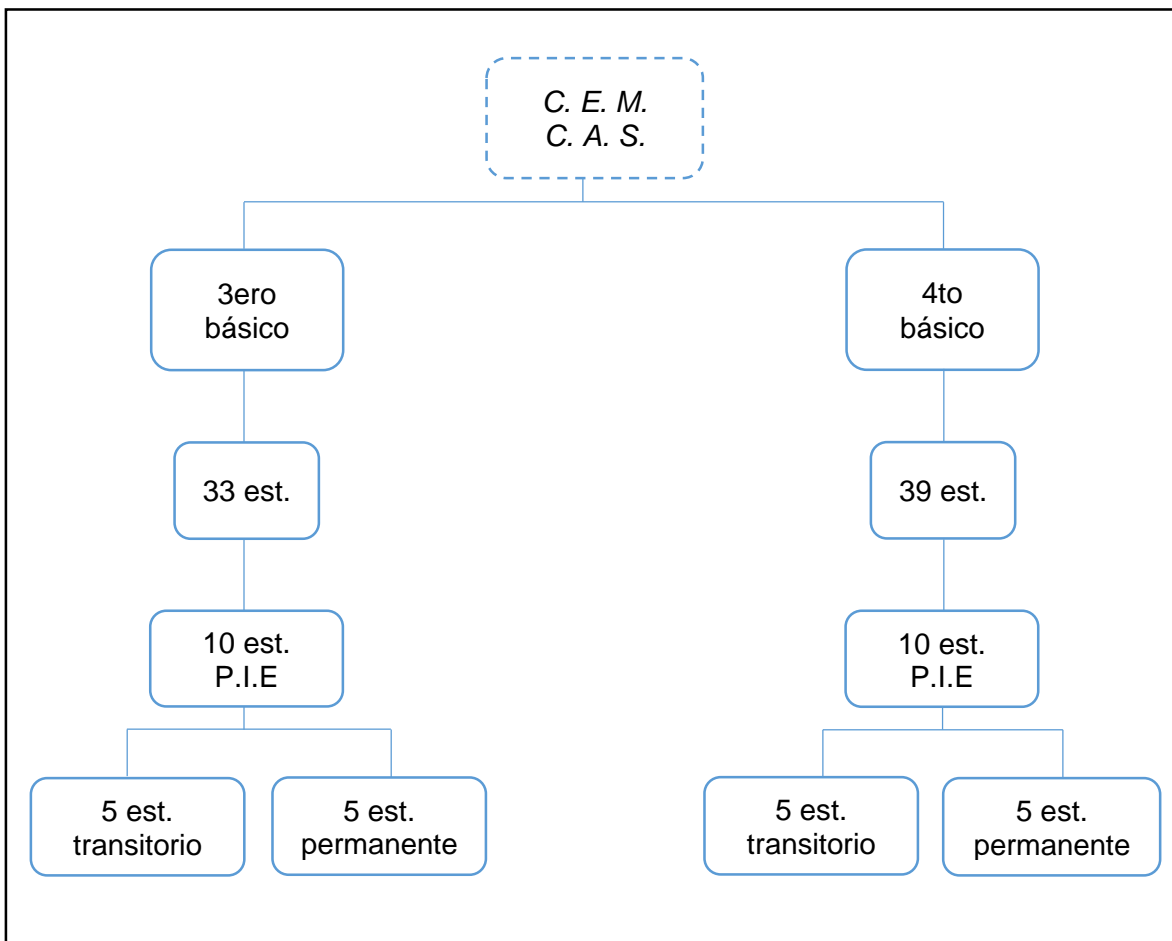 C. E. M.
C. A. S.
3ero
básico
4to
básico
33 est.
39 est.
10 est.
P.I.E
10 est.
P.I.E
5 est.
transitorio
5 est.
permanente
5 est.
transitorio
5 est.
permanente